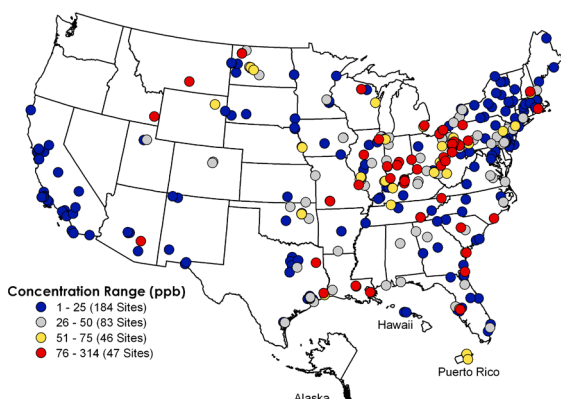 Concentration Range (ppb)
1 - 25 (184 Sites)
26 - 50 (83 Sites)
51 - 75 (46 Sites)
76 - 314 (47 Sites)
Hawaii
Puerto Rico
Alaska